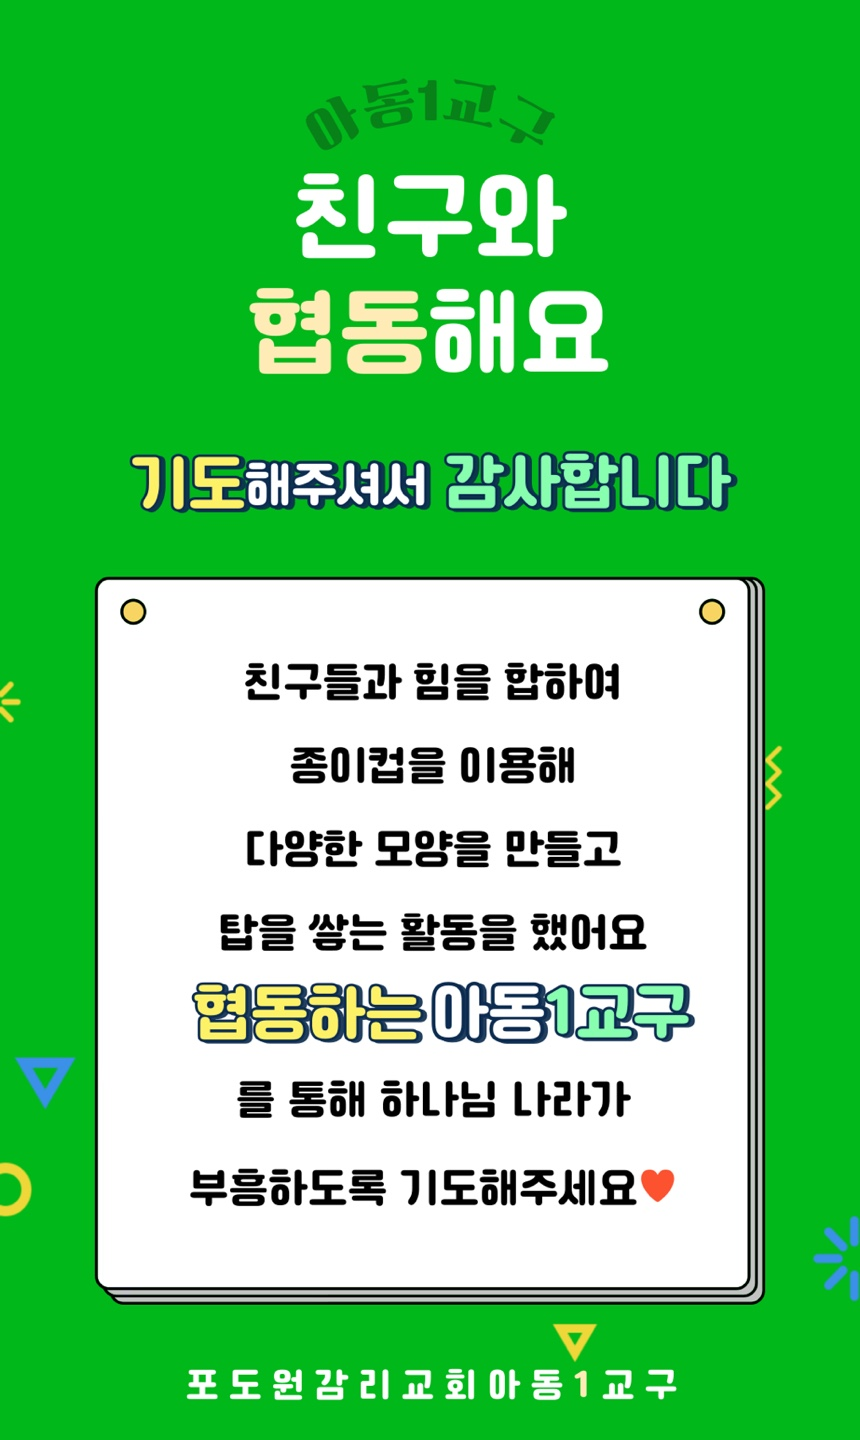 아동1교구
친구와
협동해요
기도해주셔서 감사합니다
친구들과 힘을 합하여
종이컵을 이용해
다양한 모양을 만들고
탑을 쌓는 활동을 했어요
협동하는 아동1교구
를 통해 하나님 나라가
부흥하도록 기도해주세요♥
포도원감리교회아동1교구